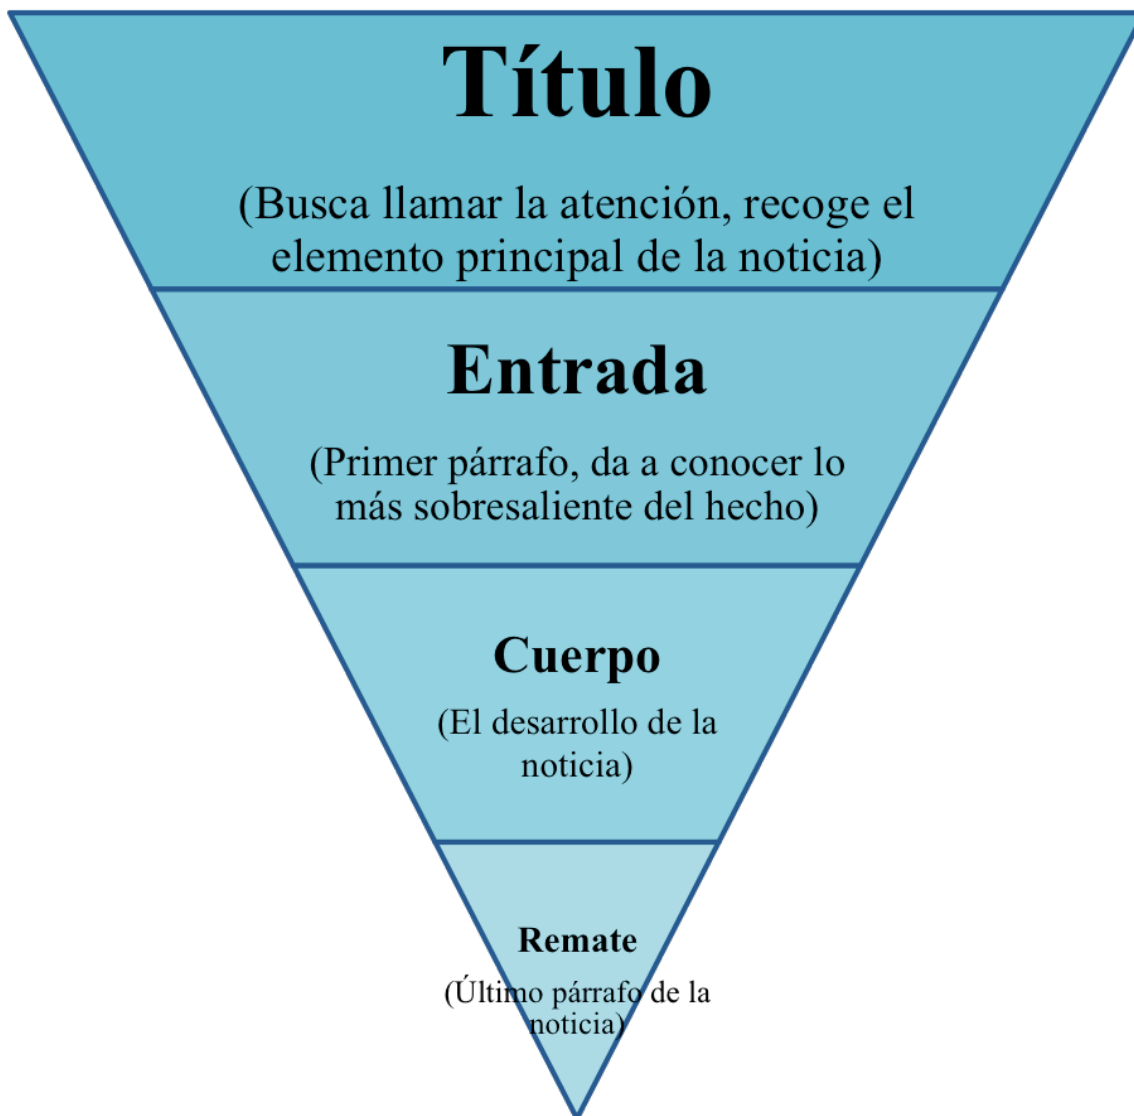 Título
(Busca llamar la atención, recoge el
elemento principal de la noticia)
Entrada
(Primer párrafo, da a conocer lo
más sobresaliente del hecho)
Cuerpo
(El desarrollo de la
noticia)
Remate
(Último párrafo de la
noticia)